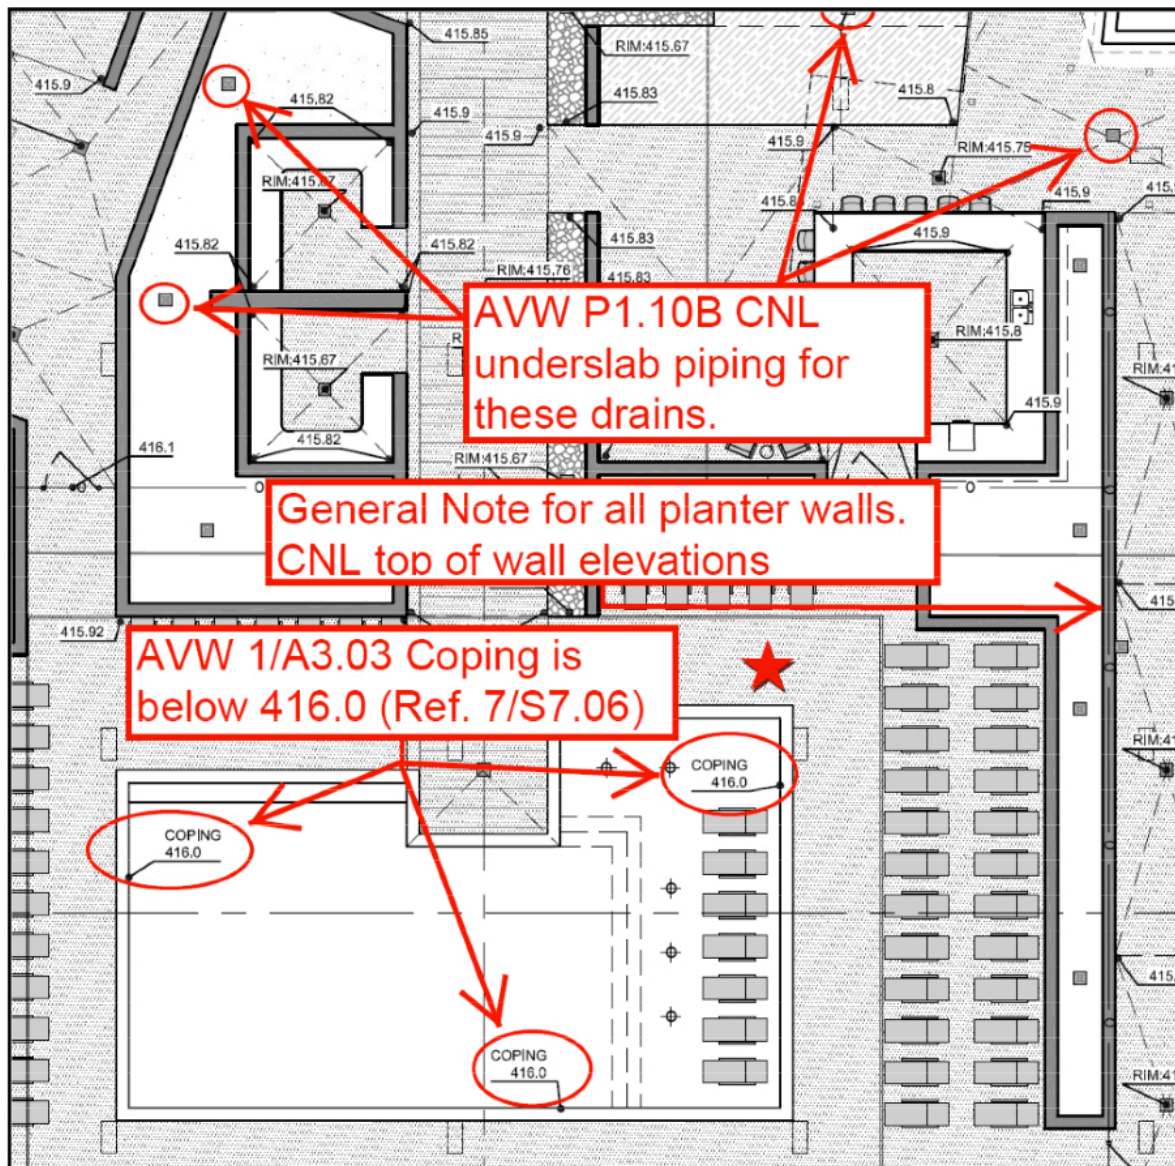 415.85
RIM:415.67
415.9
415.82
415.83
415.8
415.9
415.9
415.9
RIM:415.75
RIM:415.67
415.9
415.82
415.82
415.83
415.9
RIM:415.76
415.83
AVW P1.10B CNL
underslab piping for
these drains.
RIM:415.8
RIM:415.67
415.9
415.82
416.1
RIM:415.67
General Note for all planter walls.
CNL top of wall elevations
415.92
AVW 1/A3.03 Coping is
below 416.0 (Ref. 7/S7.06)
COPING
416.0
COPING
416.0
COPING
416.0